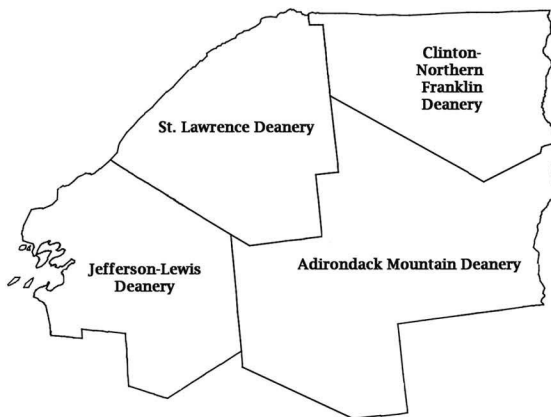 Clinton-
Northern
Franklin
Deanery
St. Lawrence Deanery
Adirondack Mountain Deanery
Jefferson-Lewis
Deanery